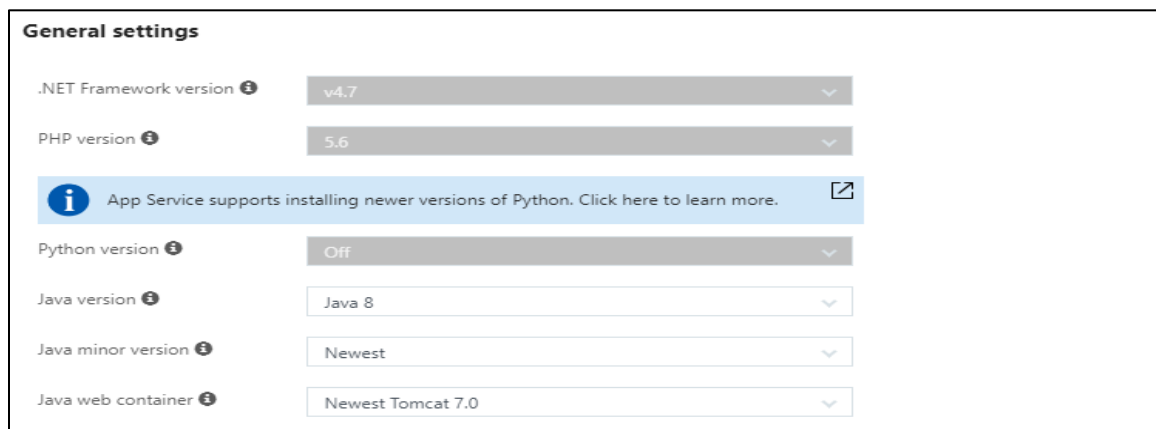 General settings
.NET Framework version v4.7
PHP version 5.6
App Service supports installing newer versions of Python. Click here to learn more.
Python version Off
Java version Java 8
Java minor version Newest
Java web container Newest Tomcat 7.0